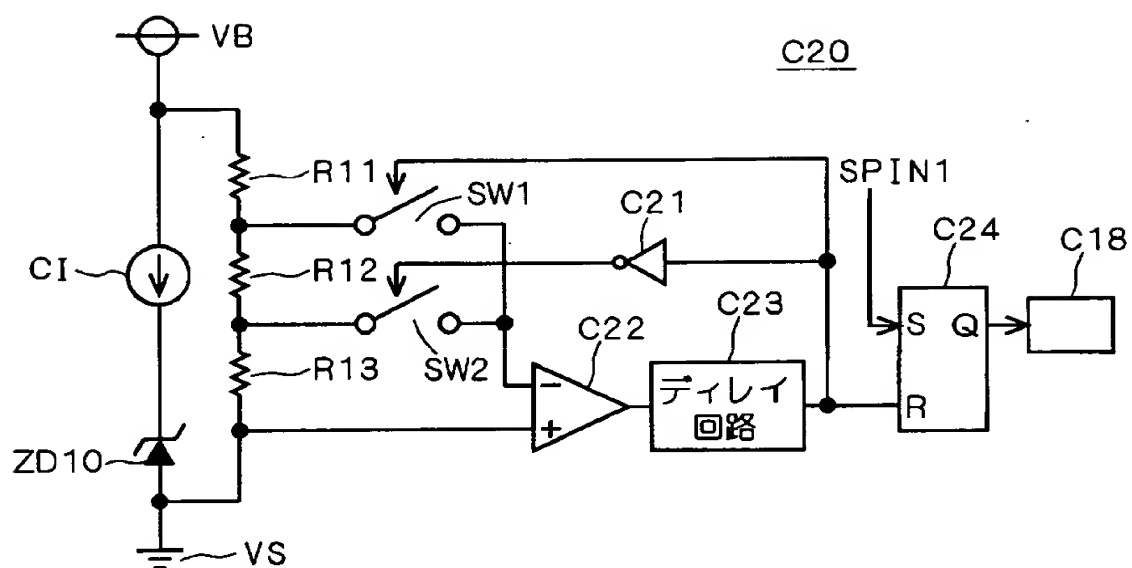 VB
C20
R11
SW1
SPIN1
C21
C24
C18
CI
R12
S
Q
C22
C23
R13
SW2
−
ディレイ
回路
R
+
ZD10
VS